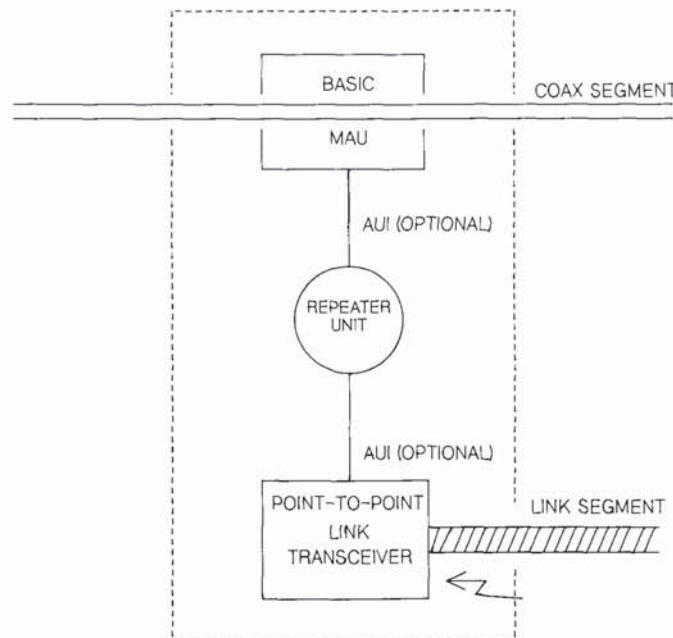 BASIC
COAX SEGMENT
MAU
AUI (OPTIONAL)
REPEATER
UNIT
AUI (OPTIONAL)
POINT-TO-POINT
LINK
TRANSCEIVER
LINK SEGMENT